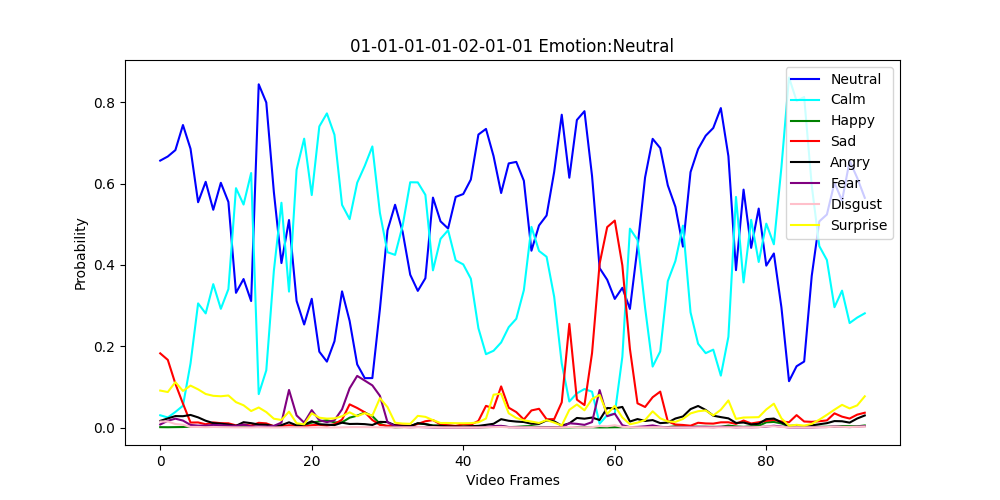 01-01-01-01-02-01-01 Emotion:Neutral
Probability
0.8
0.6
0.4
0.2
0.0
0
20
40
60
80
Video Frames
Neutral
Calm
Happy
Sad
Angry
Fear
Disgust
Surprise